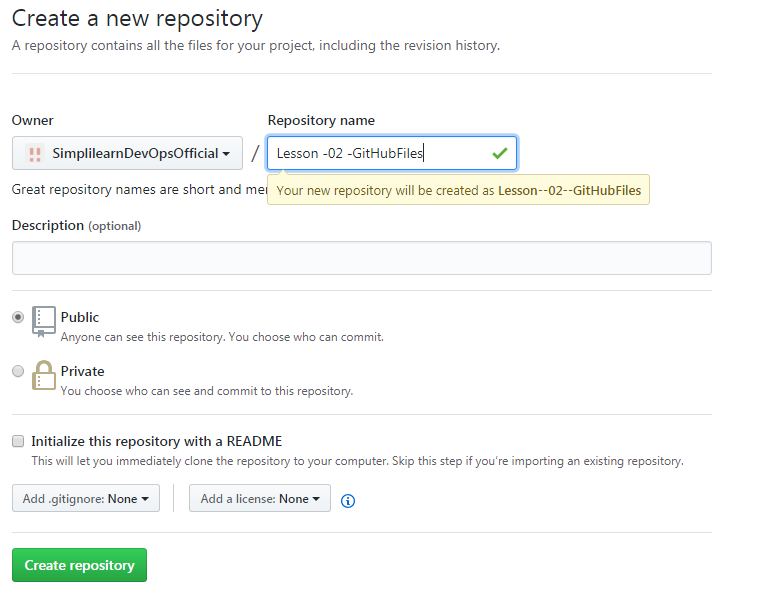 Create a new repository
A repository contains all the files for your project, including the revision history.
Owner
Repository name
SimplilearnDevOpsOfficial
/
Lesson -02 -GitHubFiles
Great repository names are short and
Your new repository will be created as Lesson--02--GitHubFiles
Description (optional)
Public
Anyone can see this repository. You choose who can commit.
Private
You choose who can see and commit to this repository.
Initialize this repository with a README
This will let you immediately clone the repository to your computer. Skip this step if you’re importing an existing repository.
Add .gitignore: None
Add a license: None
Create repository